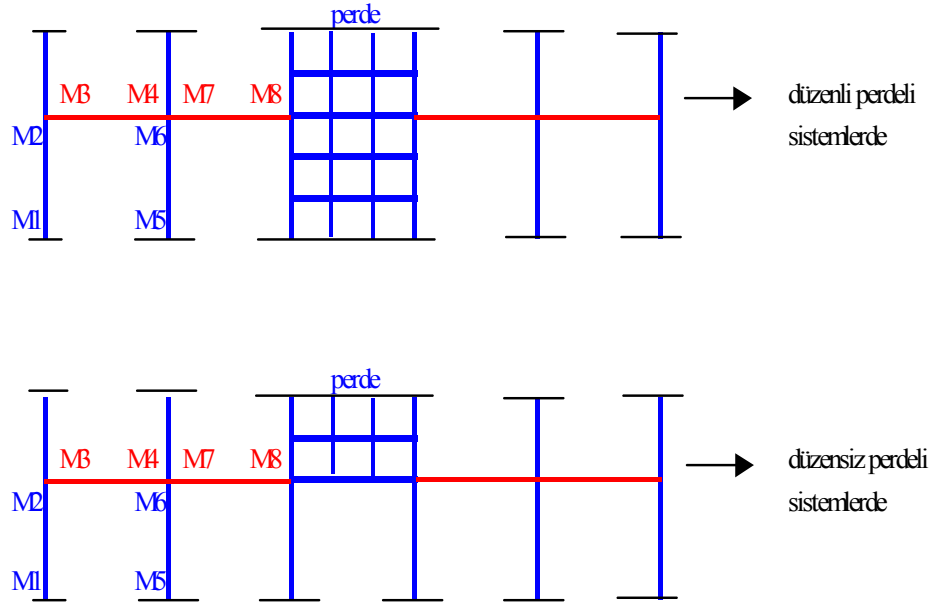 perde
M3 M4 M7 M8
düzenli perdeli
M2 M6
sistemlerde
M1 M5
perde
M3 M4 M7 M8
düzensiz perdeli
M2 M6
sistemlerde
M1 M5